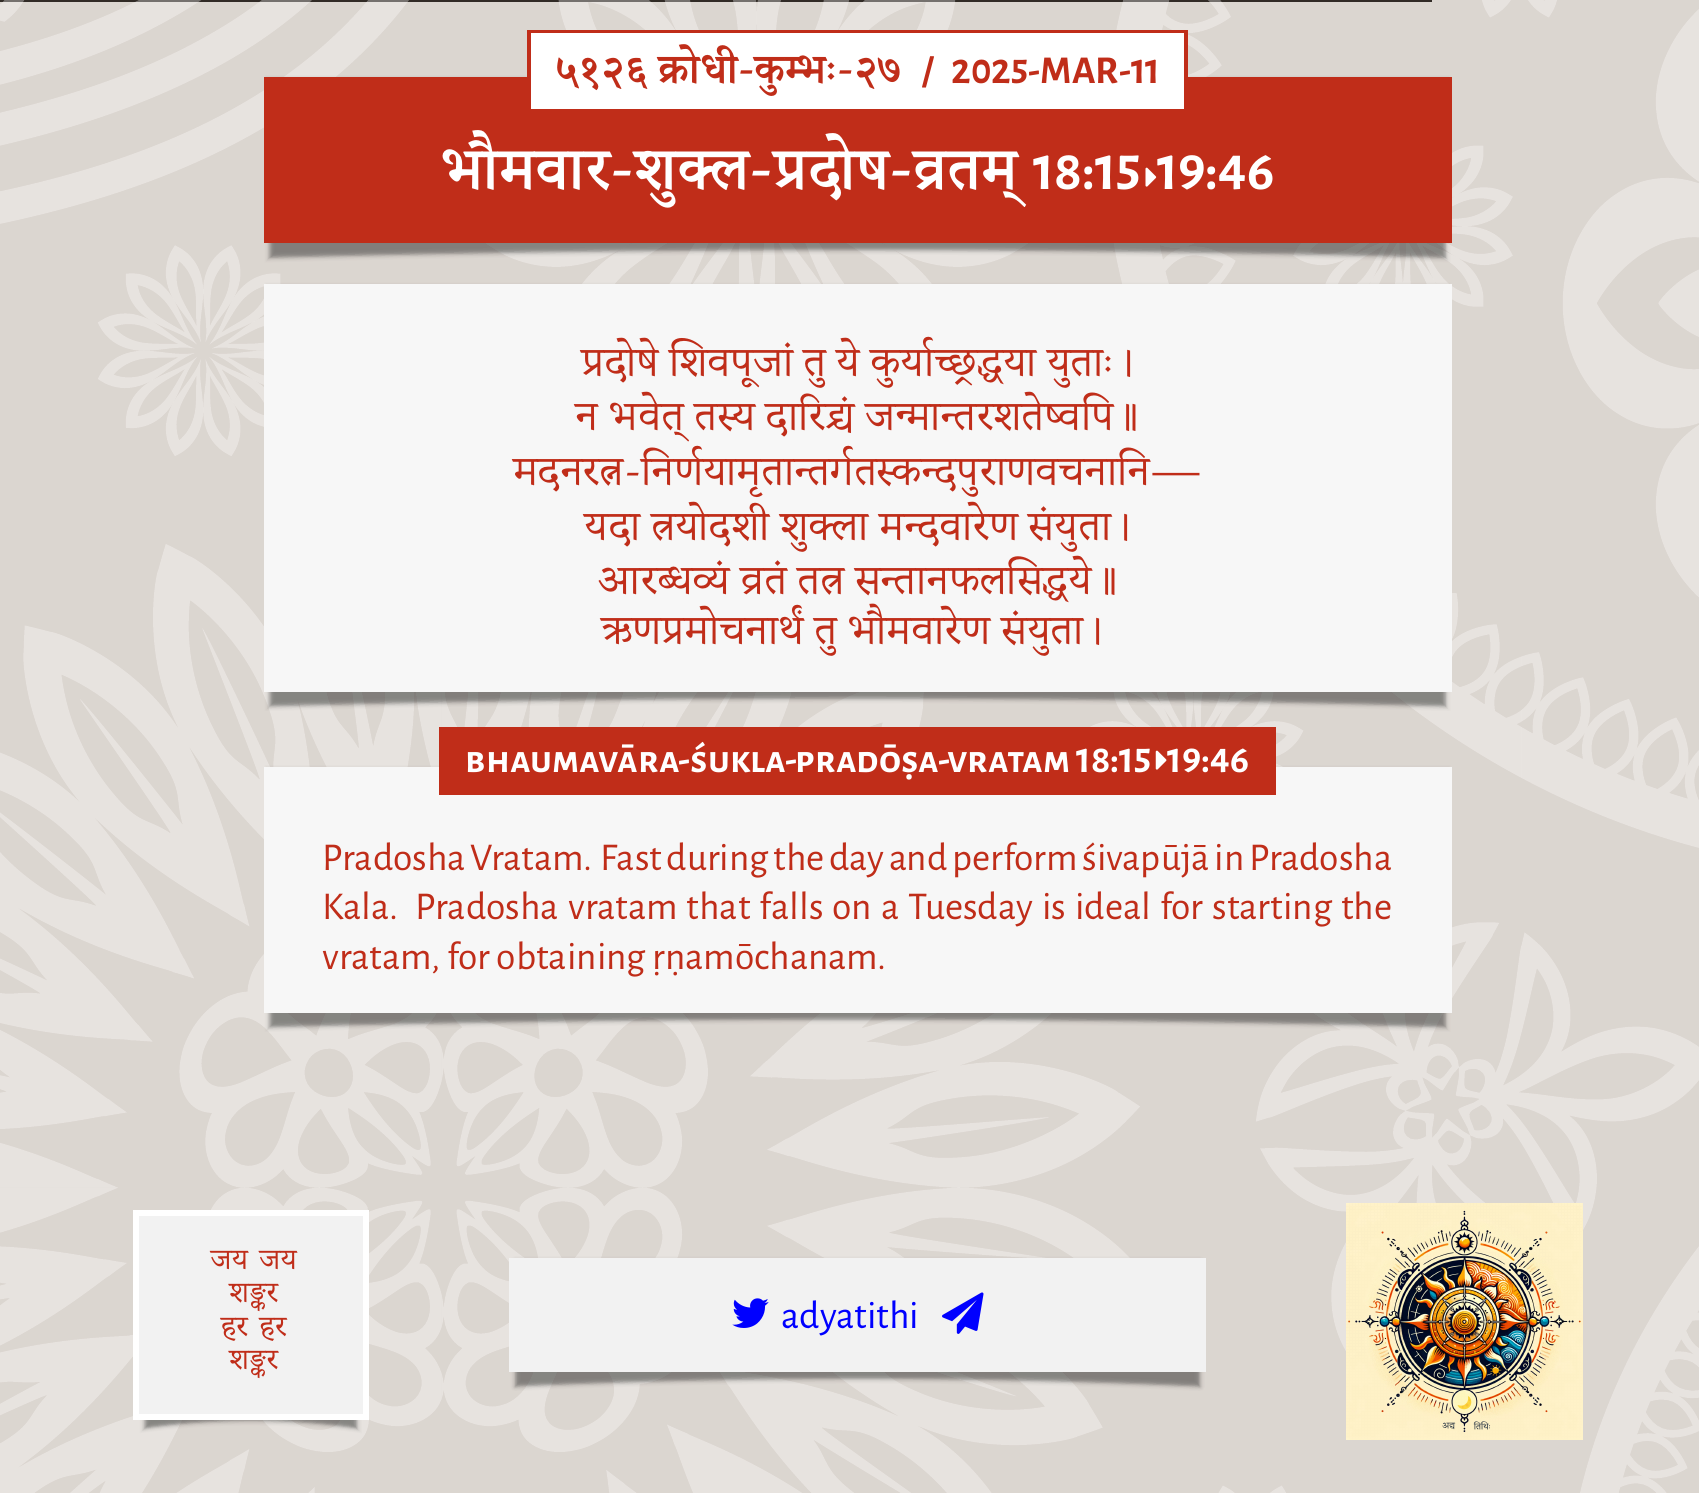 ५१२६ क्रोधी-कुम्भः-२७ / 2025-MAR-11
भौमवार-शुक्ल-प्रदोष-व्रतम् 18:15▸19:46
प्रदोषे शिवपूजां तु ये कुर्याच्छ्रद्धया युताः।
न भवेत् तस्य दारिद्र्यं जन्मान्तरशतेष्वपि॥
मदनरत्न-निर्णयामृतान्तर्गतस्कन्दपुराणवचनानि—
यदा त्रयोदशी शुक्ला मन्दवारेण संयुता।
आरब्धव्यं व्रतं तत्र सन्तानफलसिद्धये॥
ऋणप्रमोचनार्थं तु भौमवारेण संयुता।
BHAUMAVĀRA-ŚUKLA-PRADŌṢA-VRATAM 18:15▸19:46
Pradosha Vratam. Fast during the day and perform śivapūjā in Pradosha
Kala. Pradosha vratam that falls on a Tuesday is ideal for starting the
vratam, for obtaining ṛṇamōchanam.
जय जय
शङ्कर
हर हर
शङ्कर
adyatithi
अद्य तिथिः